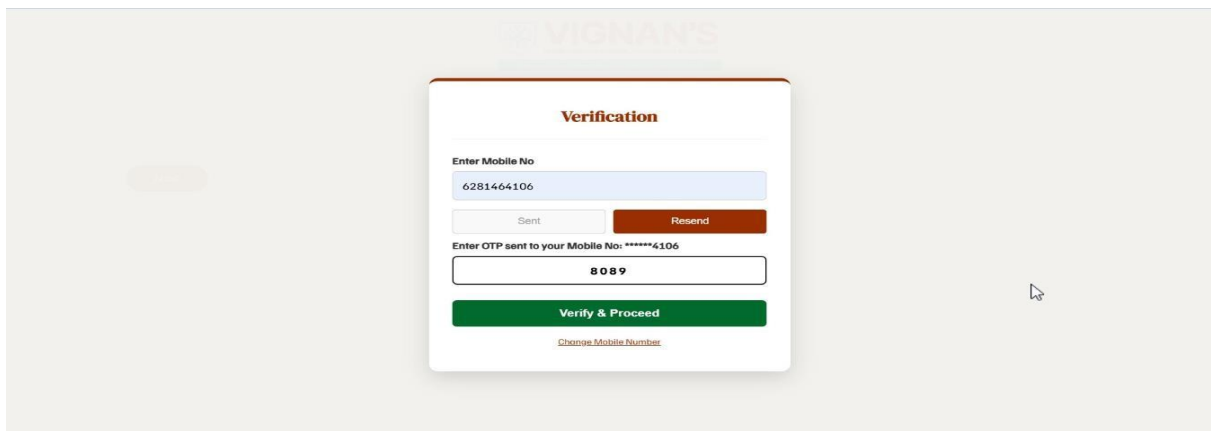 VIGNAN'S
Verification
Enter Mobile No
6281464106
Sent Resend
Enter OTP sent to your Mobile No: ******4106
8089
Verify & Proceed
Change Mobile Number